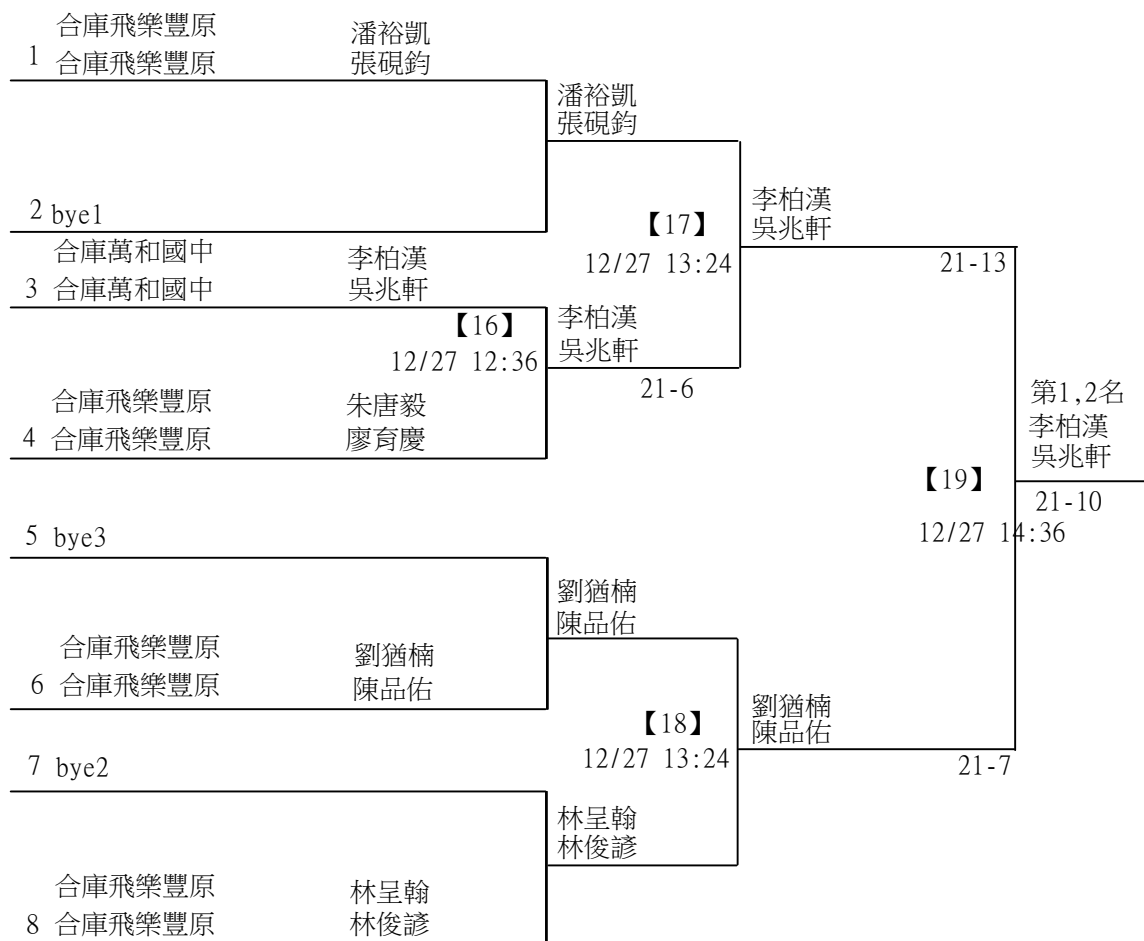 合庫飛樂豐原 潘裕凱
1 合庫飛樂豐原 張硯鈞
潘裕凱
張硯鈞
2 bye1
李柏漢
【17】 吳兆軒
合庫萬和國中 李柏漢
12/27 13:24 21-13
3 合庫萬和國中 吳兆軒
【16】 李柏漢
12/27 12:36 吳兆軒
21-6
合庫飛樂豐原 朱唐毅
4 合庫飛樂豐原 廖育慶
第1,2名
李柏漢
吳兆軒
【19】
21-10
12/27 14:36
5 bye3
劉猶楠
陳品佑
合庫飛樂豐原 劉猶楠
6 合庫飛樂豐原 陳品佑
劉猶楠
【18】 陳品佑
12/27 13:24 21-7
7 bye2
林呈翰
林俊諺
合庫飛樂豐原 林呈翰
8 合庫飛樂豐原 林俊諺